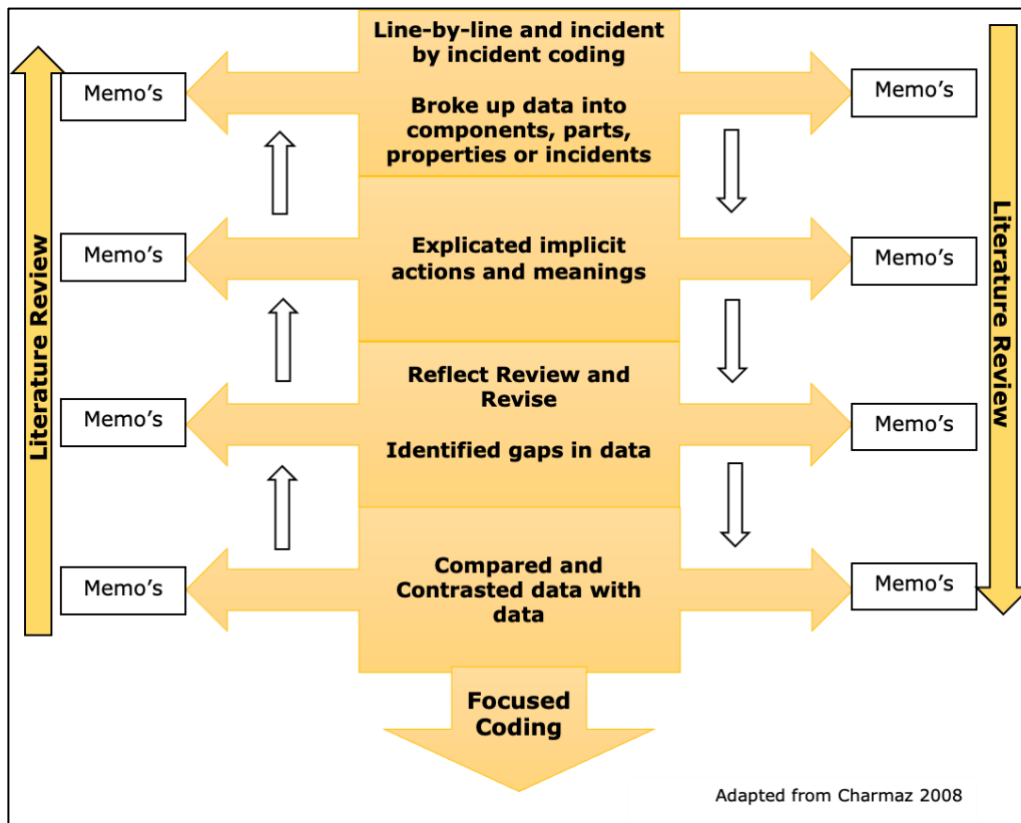 Line-by-line and incident
by incident coding
Broke up data into
components, parts,
properties or incidents
Memo's
Memo's
Explicated implicit
actions and meanings
Memo's
Memo's
Literature Review
Literature Review
Reflect Review and
Revise
Identified gaps in data
Memo's
Memo's
Compared and
Contrasted data with
data
Memo's
Memo's
Focused
Coding
Adapted from Charmaz 2008